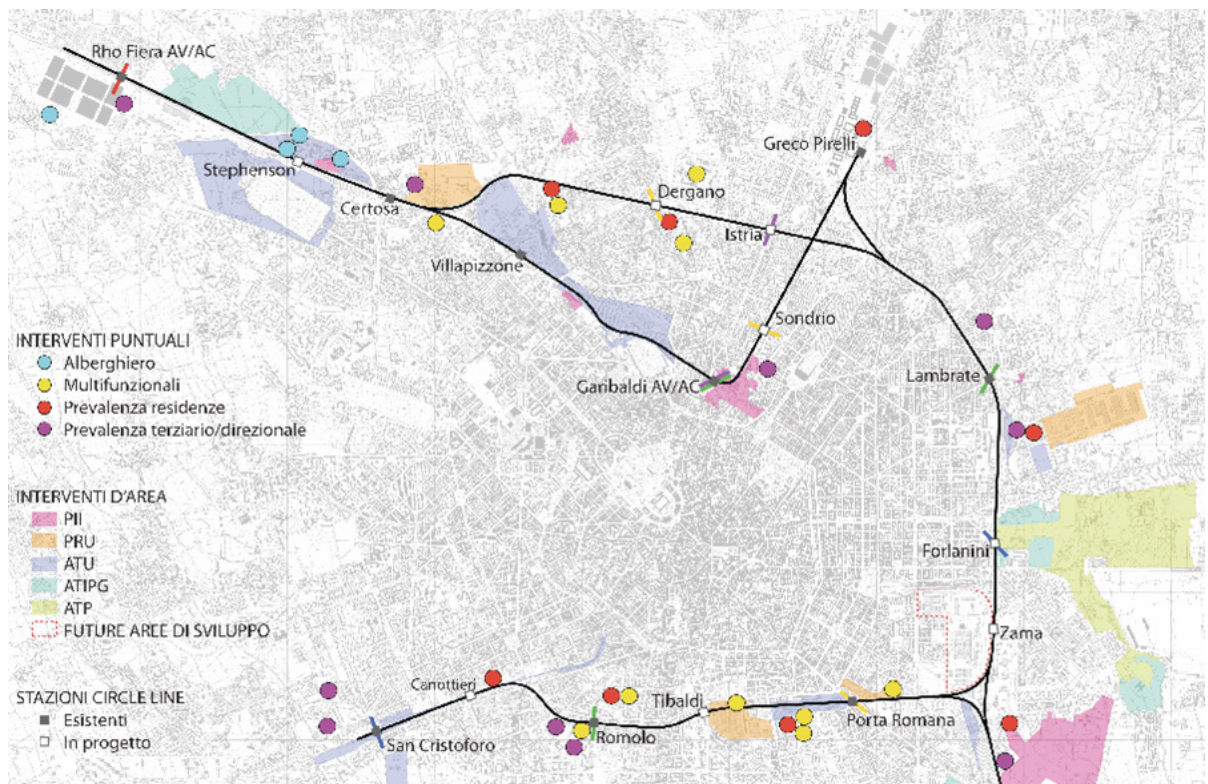 Rho Fiera AV/AC
Greco Pirelli
Stephenson
Dergano
Certosa
Istria
Villapizzone
Sondrio
INTERVENTI PUNTUALI
Alberghiero
Multifunzionali
Prevalenza residenze
Prevalenza terziario/direzionale
Garibaldi AV/AC
Lambrate
INTERVENTI D'AREA
PII
PRU
ATU
ATIPG
ATP
FUTURE AREE DI SVILUPPO
Forlanini
Zama
STAZIONI CIRCLE LINE
Esistenti
In progetto
Canottieri
Tibaldi
San Cristoforo
Romolo
Porta Romana